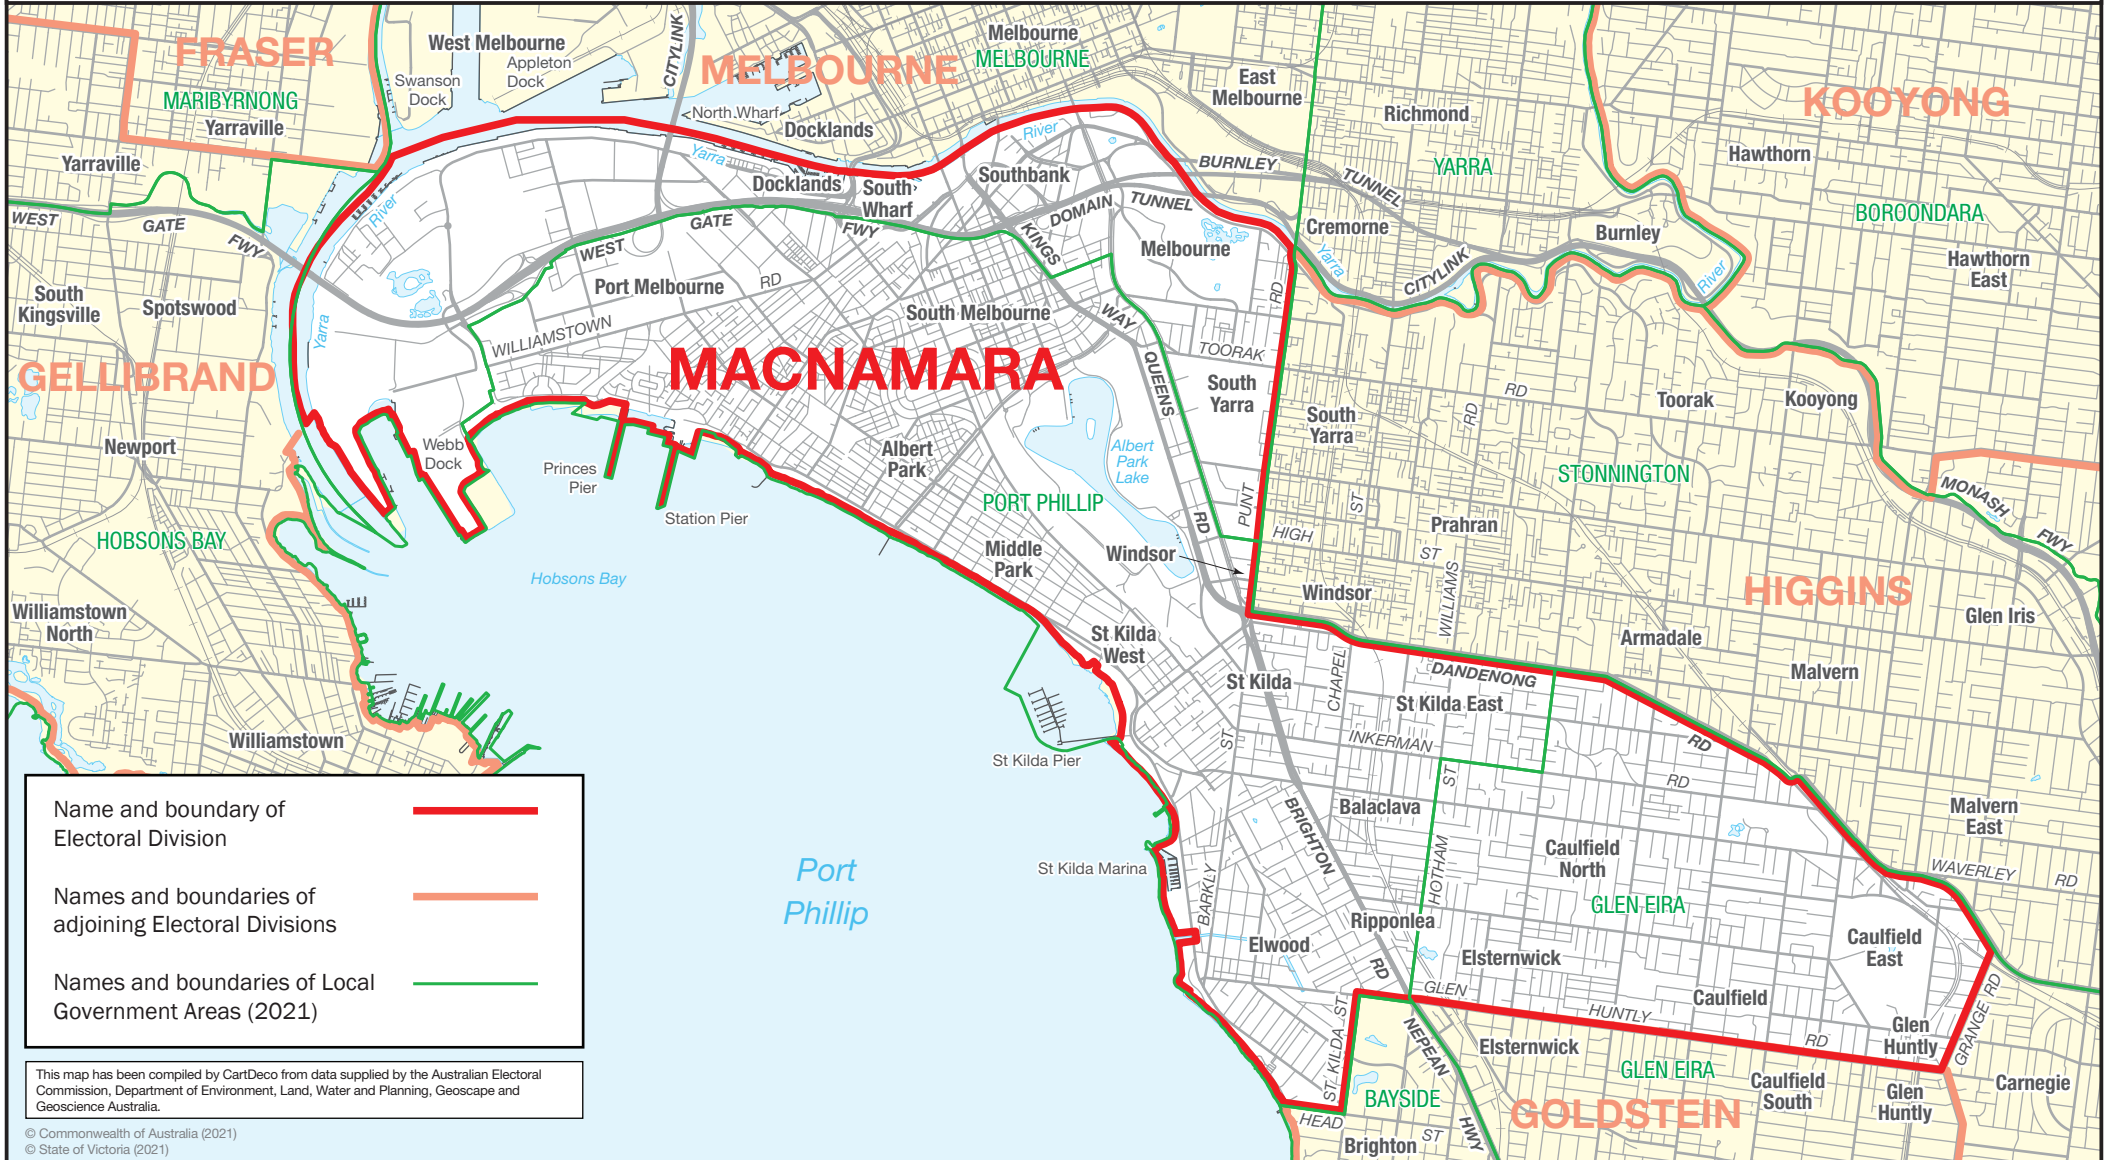 FRASER
MARIBYRNONG
Yarraville
Yarraville
West Melbourne
Appleton
Dock
Swanson
Dock
CITYLINK
MELBOURNE
North Wharf
Docklands
Melbourne
MELBOURNE
East
Melbourne
Richmond
YARRA
KOOYONG
Hawthorn
BOROONDARA
Hawthorn
East
WEST
GATE
FWY
River
Yarra
Docklands
South
Wharf
River
Southbank
BURNLEY
TUNNEL
DOMAIN
TUNNEL
KINGS
WAY
Melbourne
Cremorne
Yarra
CITYLINK
Burnley
River
South
Kingsville
Spotswood
Yarra
WEST
GATE
FWY
Port Melbourne
WILLIAMSTOWN
RD
South Melbourne
RD
TOORAK
RD
GELLIBRAND
MACNAMARA
QUEENS
RD
South
Yarra
South
Yarra
RD
Toorak
Kooyong
Newport
Webb
Dock
Princes
Pier
Station Pier
Albert
Park
Albert
Park
Lake
PORT PHILLIP
PUNT
HIGH
ST
ST
Prahran
STONNINGTON
MONASH
FWY
HOBSONS BAY
Hobsons Bay
Middle
Park
Windsor
Windsor
WILLIAMS
HIGGINS
Glen Iris
Williamstown
North
St Kilda
West
Armadale
Malvern
St Kilda
CHAPEL
DANDENONG
RD
St Kilda East
Williamstown
St Kilda Pier
ST
INKERMAN
ST
RD
Malvern
East
Balaclava
BRIGHTON
RD
HOTHAM
Caulfield
North
GLEN EIRA
WAVERLEY
RD
Port
Phillip
St Kilda Marina
BARKLY
Ripponlea
Elwood
Elsternwick
Caulfield
East
GLEN
HUNTLY
RD
Caulfield
GRANGE RD
Glen
Huntly
ST KILDA ST
NEPEAN
HWY
Elsternwick
GLEN EIRA
Caulfield
South
Glen
Huntly
Carnegie
BAYSIDE
GOLDSTEIN
HEAD
ST
Brighton
Name and boundary of
Electoral Division
Names and boundaries of
adjoining Electoral Divisions
Names and boundaries of Local
Government Areas (2021)
This map has been compiled by CartDeco from data supplied by the Australian Electoral
Commission, Department of Environment, Land, Water and Planning, Geoscape and
Geoscience Australia.
© Commonwealth of Australia (2021)
© State of Victoria (2021)